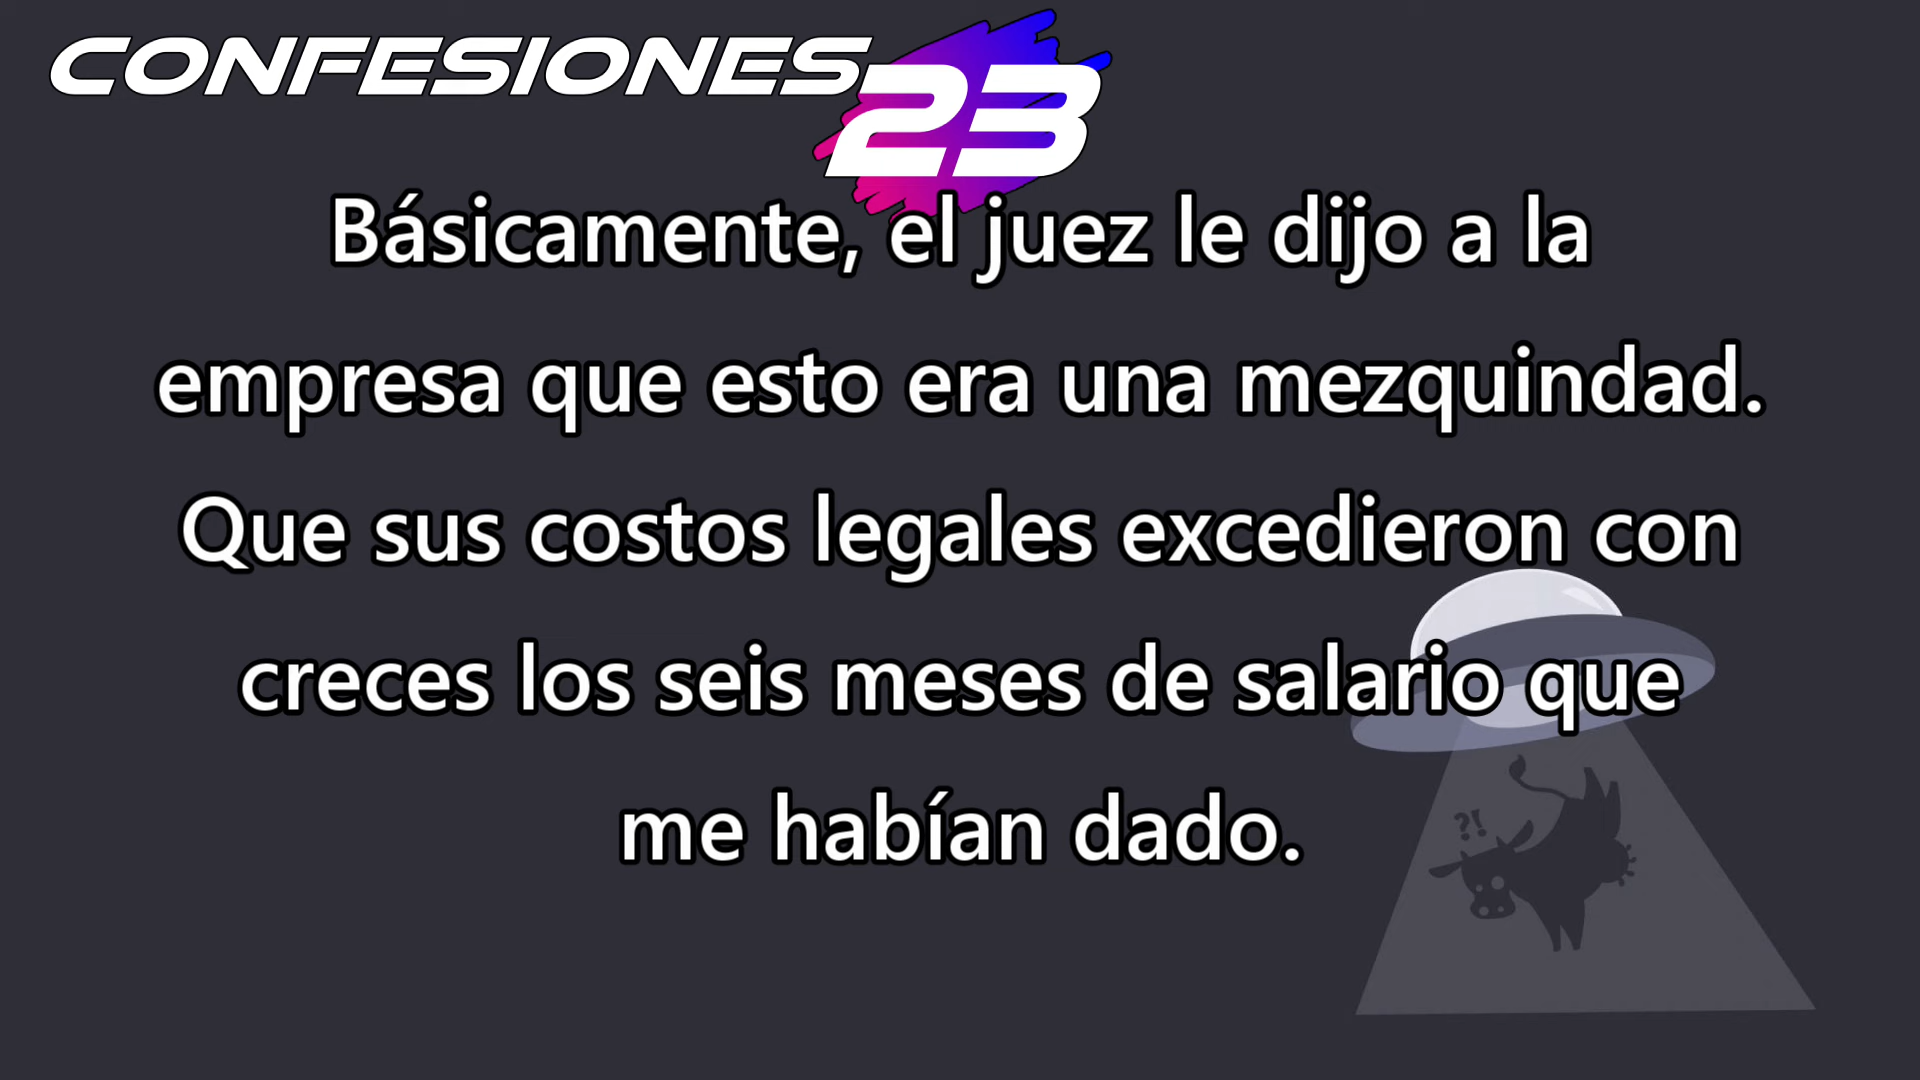 CONFESIONES
23
Básicamente, el juez le dijo a la
empresa que esto era una mezquindad.
Que sus costos legales excedieron con
creces los seis meses de salario que
me habían dado.
?!